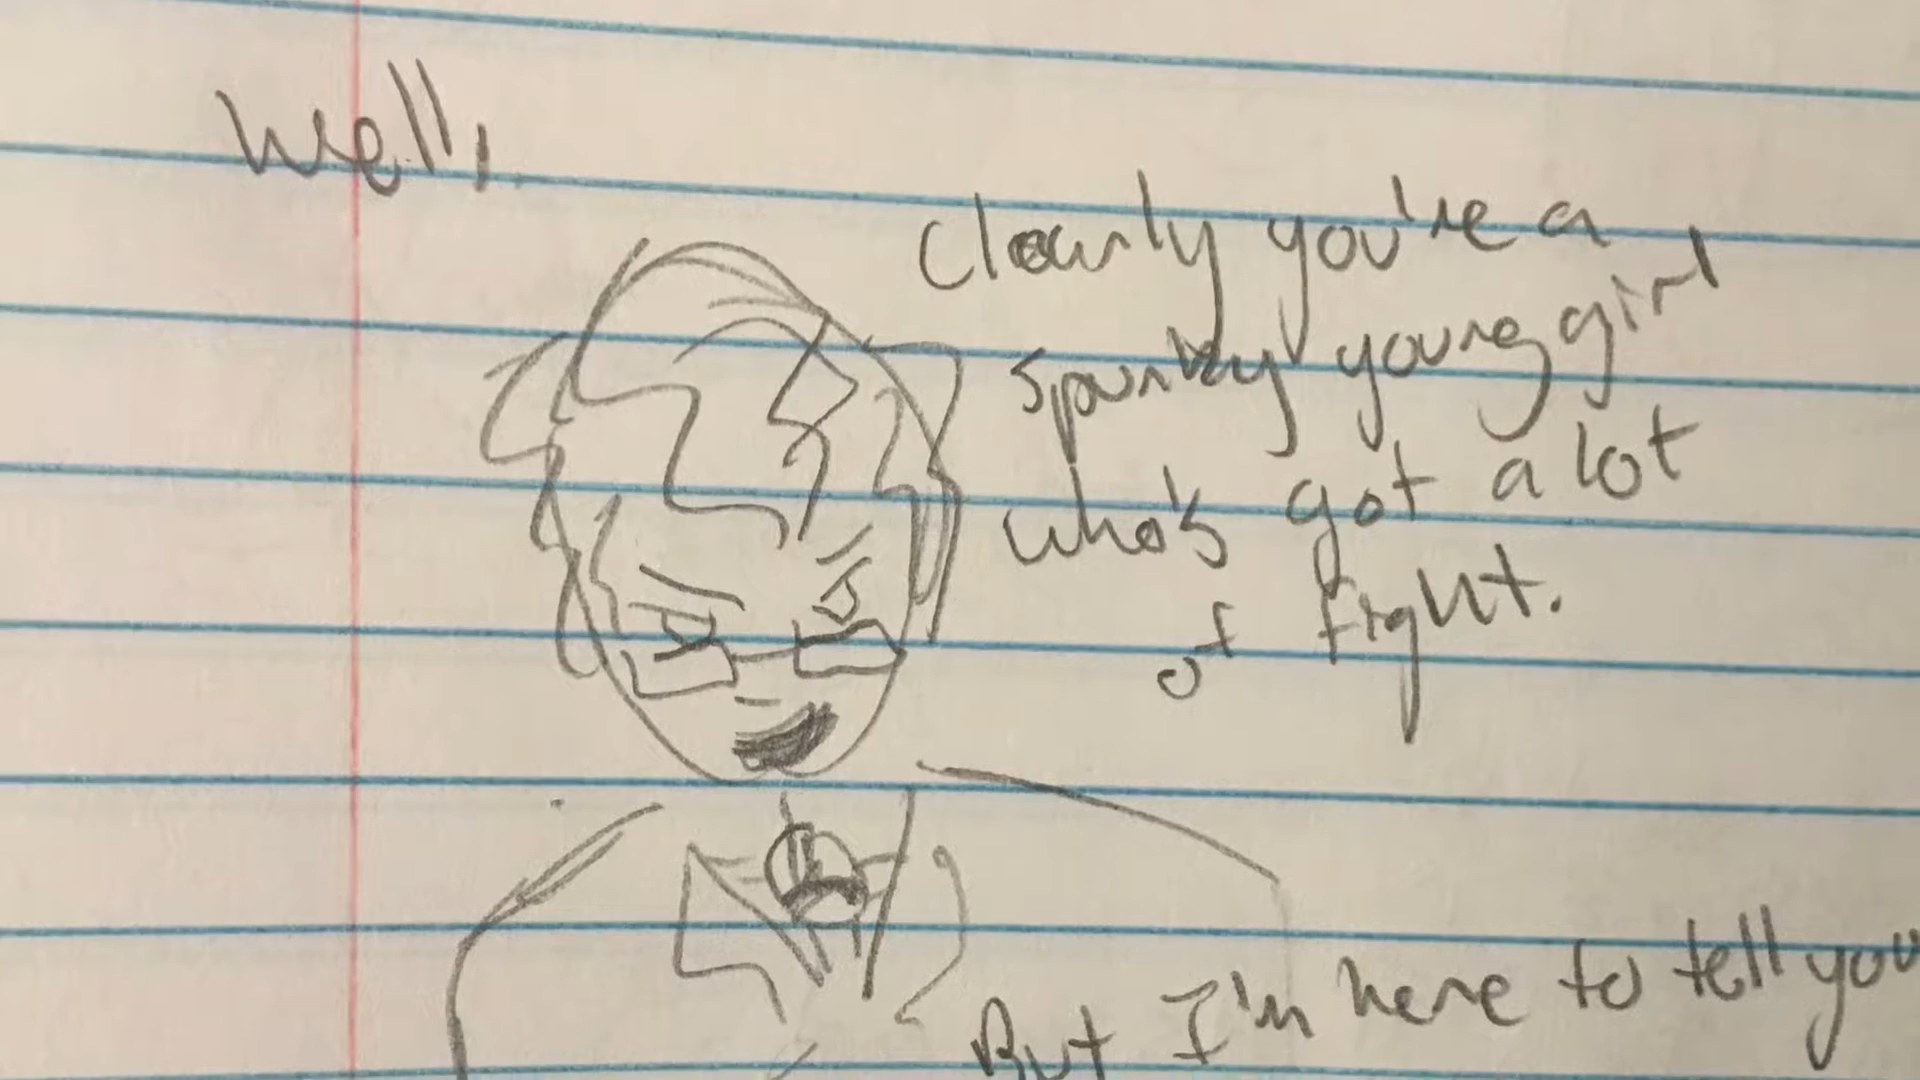 Well,
Clearly you're a
spunky young girl
who's got a lot
of fight.
But I'm here to tell you